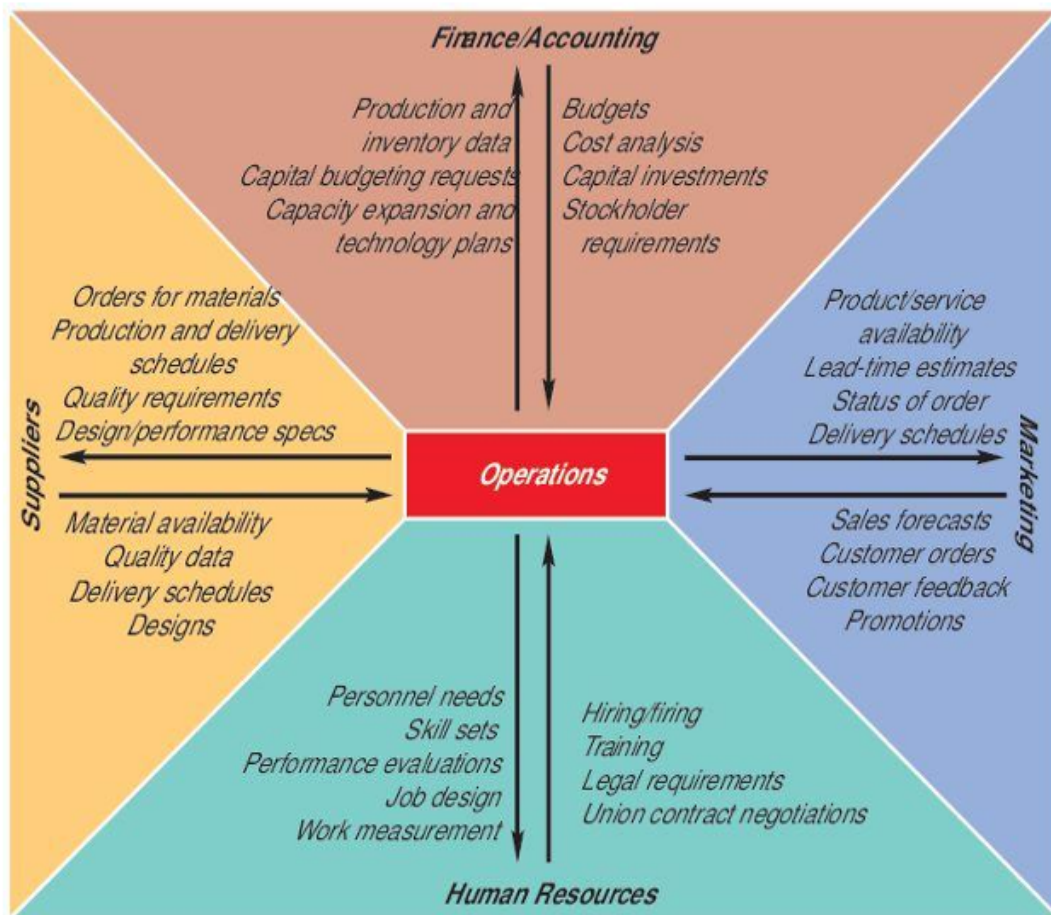 Finance/Accounting
Production and
inventory data
Capital budgeting requests
Capacity expansion and
technology plans
Budgets
Cost analysis
Capital investments
Stockholder
requirements
Suppliers
Orders for materials
Production and delivery
schedules
Quality requirements
Design/performance specs
Material availability
Quality data
Delivery schedules
Designs
Operations
Product/service
availability
Lead-time estimates
Status of order
Delivery schedules
Sales forecasts
Customer orders
Customer feedback
Promotions
Marketing
Personnel needs
Skill sets
Performance evaluations
Job design
Work measurement
Hiring/firing
Training
Legal requirements
Union contract negotiations
Human Resources